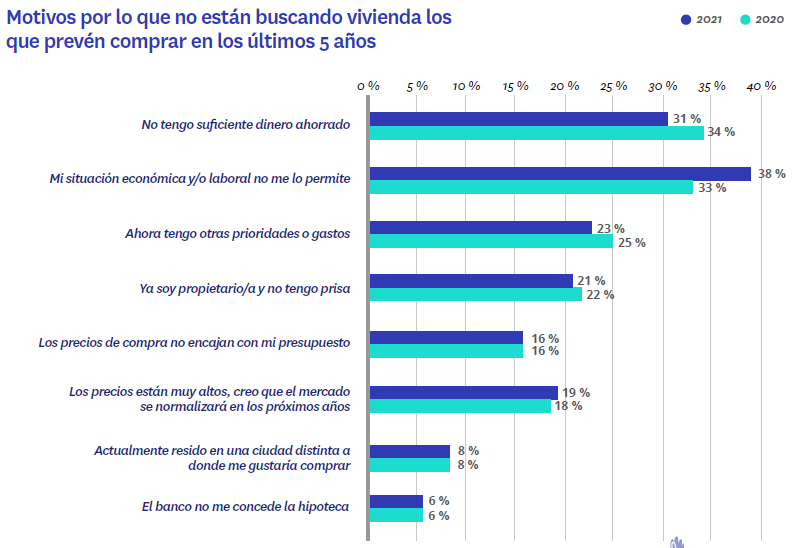 Motivos por lo que no están buscando vivienda los
que prevén comprar en los últimos 5 años
2021 2020
0 % 5 % 10 % 15 % 20 % 25 % 30 % 35 % 40 %
No tengo suficiente dinero ahorrado
31 %
34 %
Mi situación económica y/o laboral no me lo permite
38 %
33 %
Ahora tengo otras prioridades o gastos
23 %
25 %
Ya soy propietario/a y no tengo prisa
21 %
22 %
Los precios de compra no encajan con mi presupuesto
16 %
16 %
Los precios están muy altos, creo que el mercado
se normalizará en los próximos años
19 %
18 %
Actualmente resido en una ciudad distinta a
donde me gustaría comprar
8 %
8 %
El banco no me concede la hipoteca
6 %
6 %